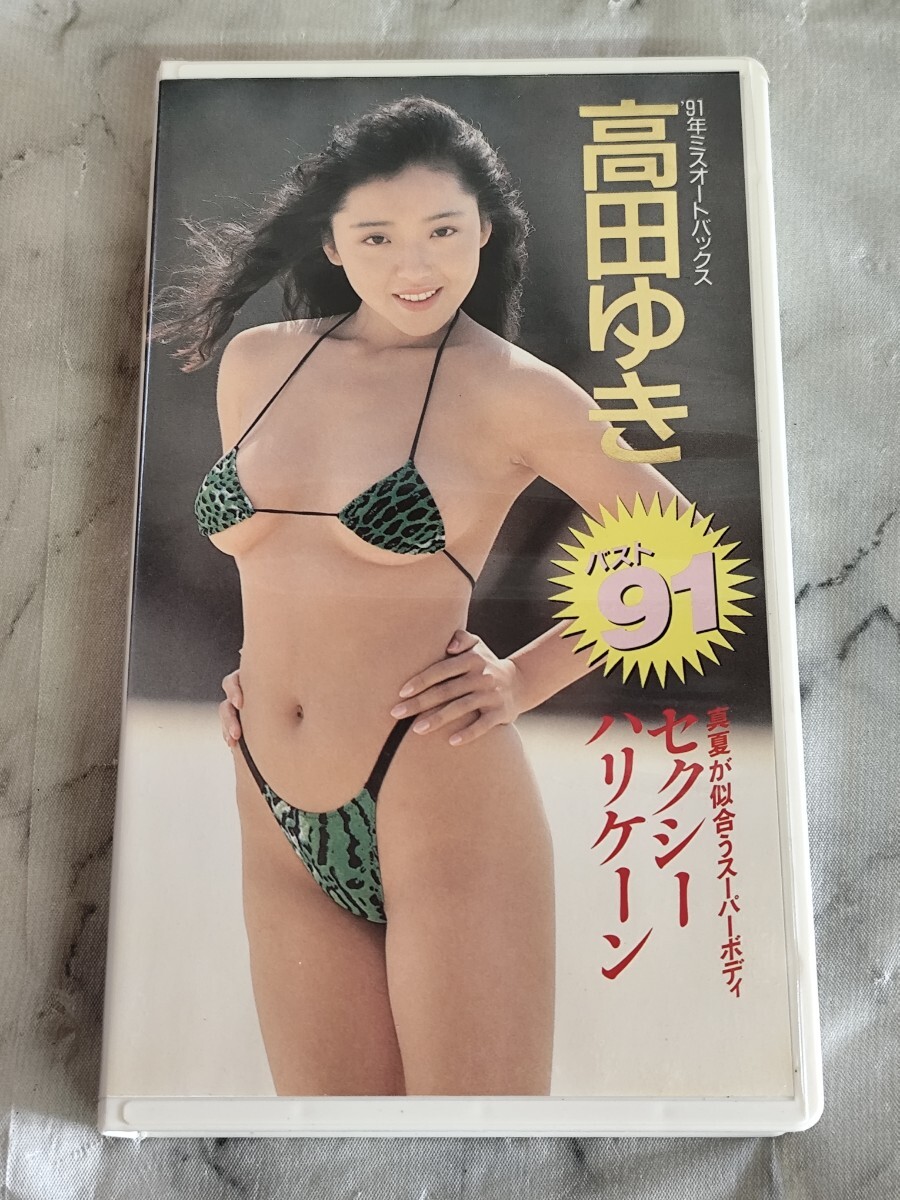 '91年ミスオートバックス
高田ゆき
バスト
91
真夏が似合うスーパーボディ
セクシー
ハリケーン